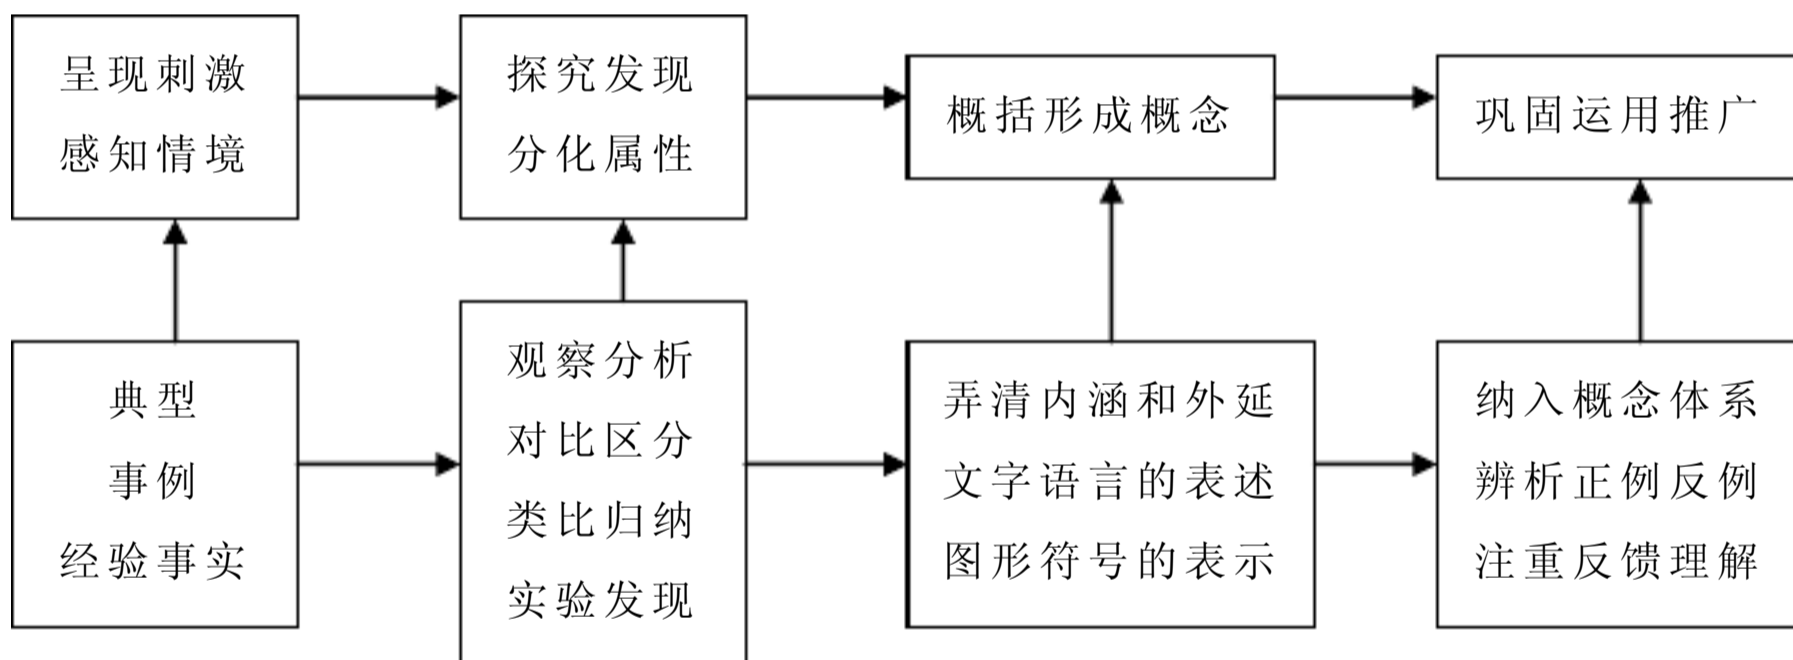 呈现刺激
感知情境
探究发现
分化属性
概括形成概念
巩固运用推广
典型
事例
经验事实
观察分析
对比区分
类比归纳
实验发现
弄清内涵和外延
文字语言的表述
图形符号的表示
纳入概念体系
辨析正例反例
注重反馈理解